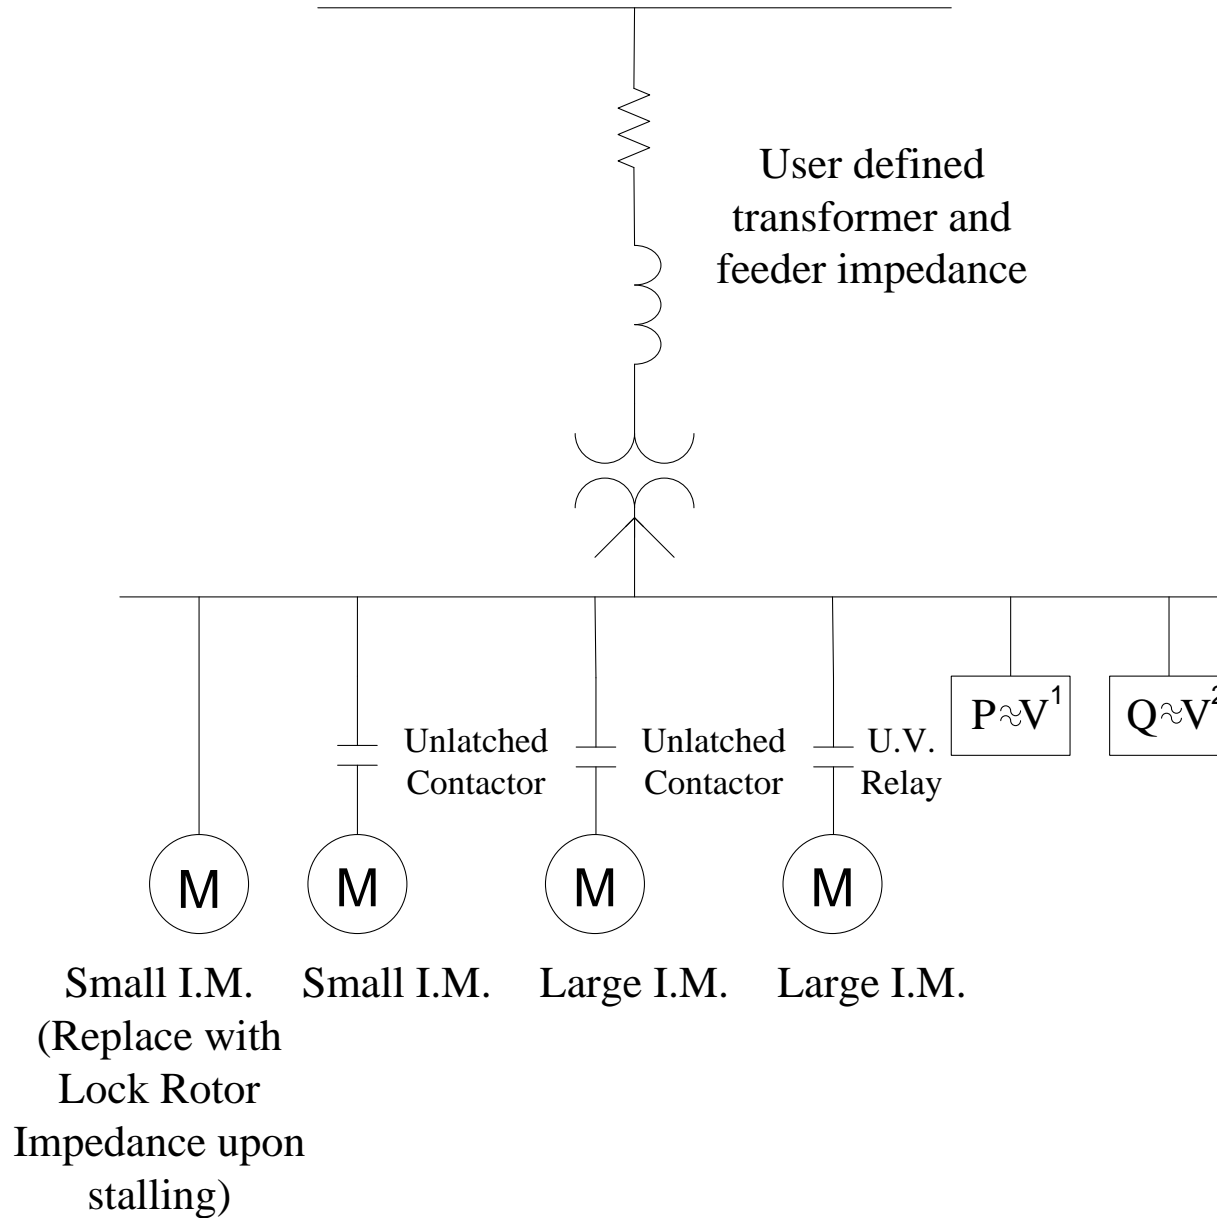 User defined
transformer and
feeder impedance
Unlatched
Contactor
Unlatched
Contactor
U.V.
Relay
P≈V¹
Q≈V²
M
M
M
M
Small I.M.
(Replace with
Lock Rotor
Impedance upon
stalling)
Small I.M.
Large I.M.
Large I.M.